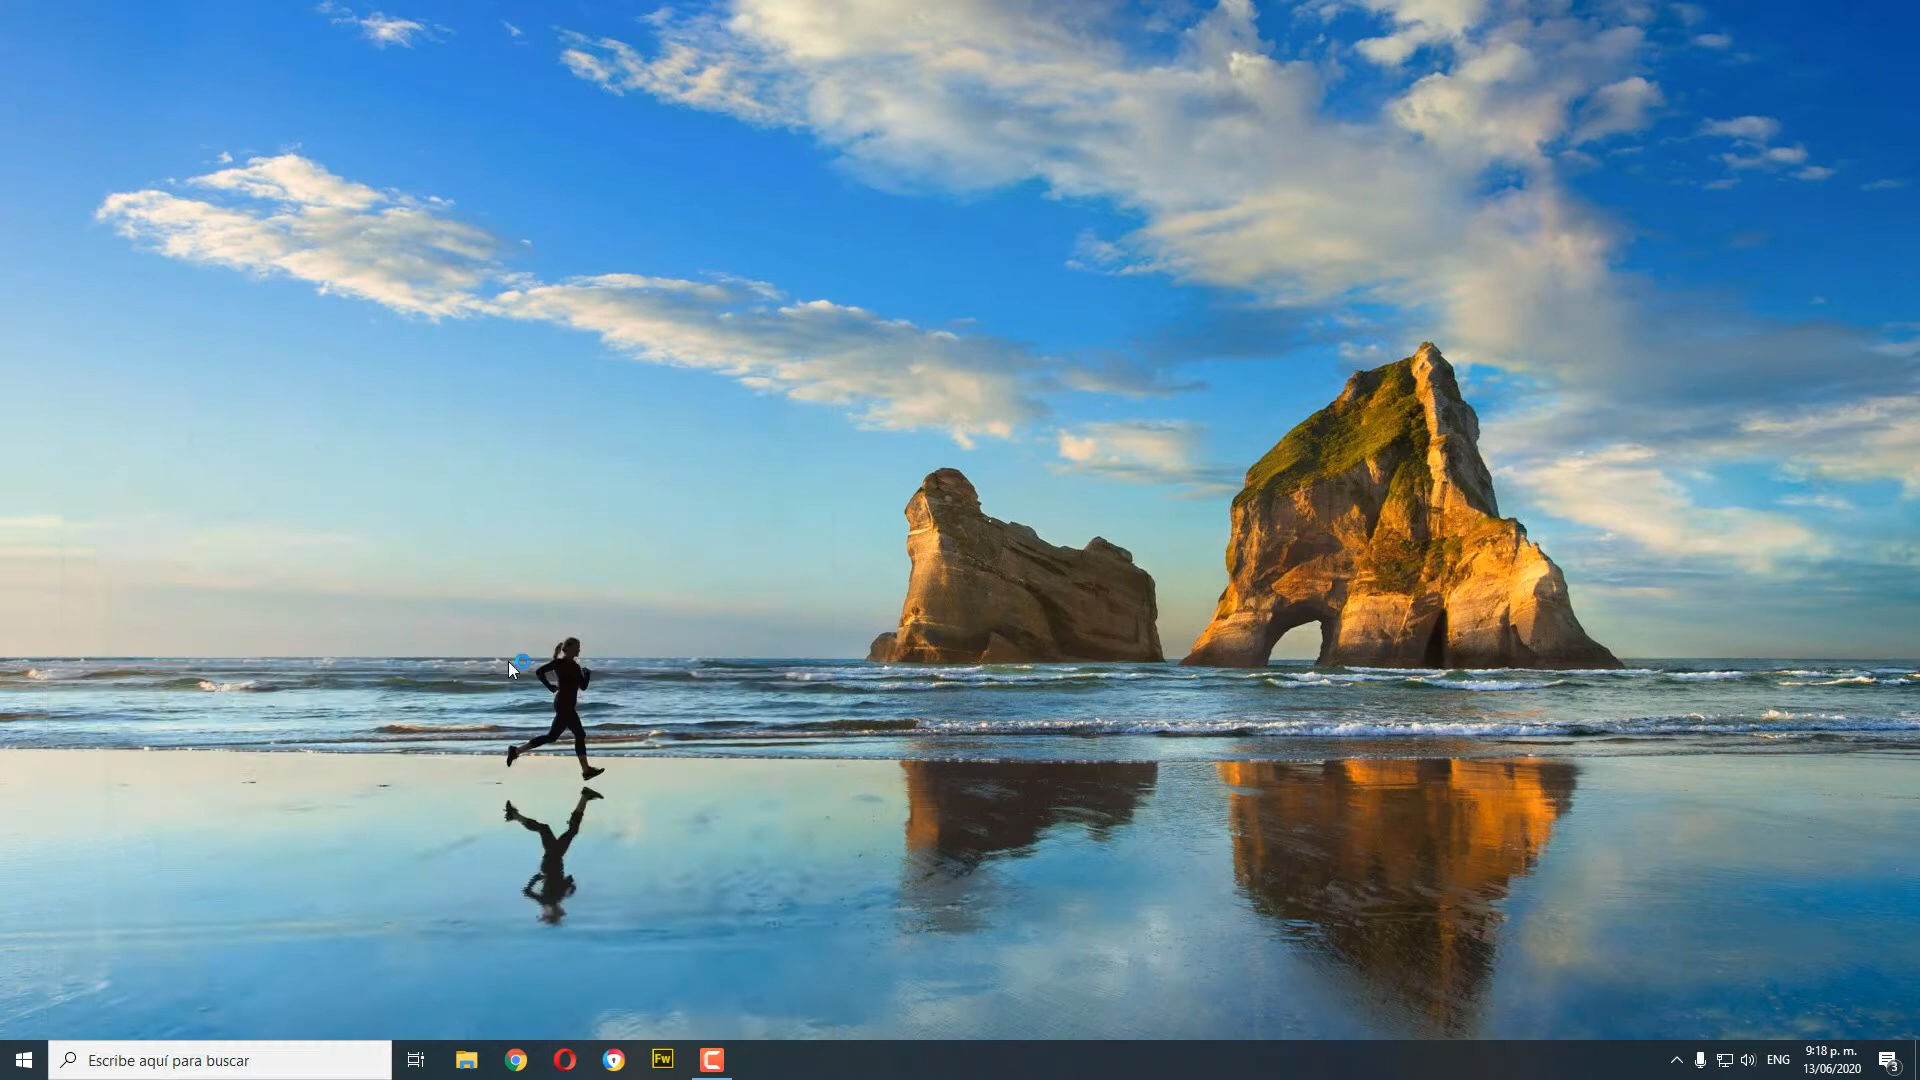 Escribe aquí para buscar
Fw
ENG
9:18 p. m.
13/06/2020
3